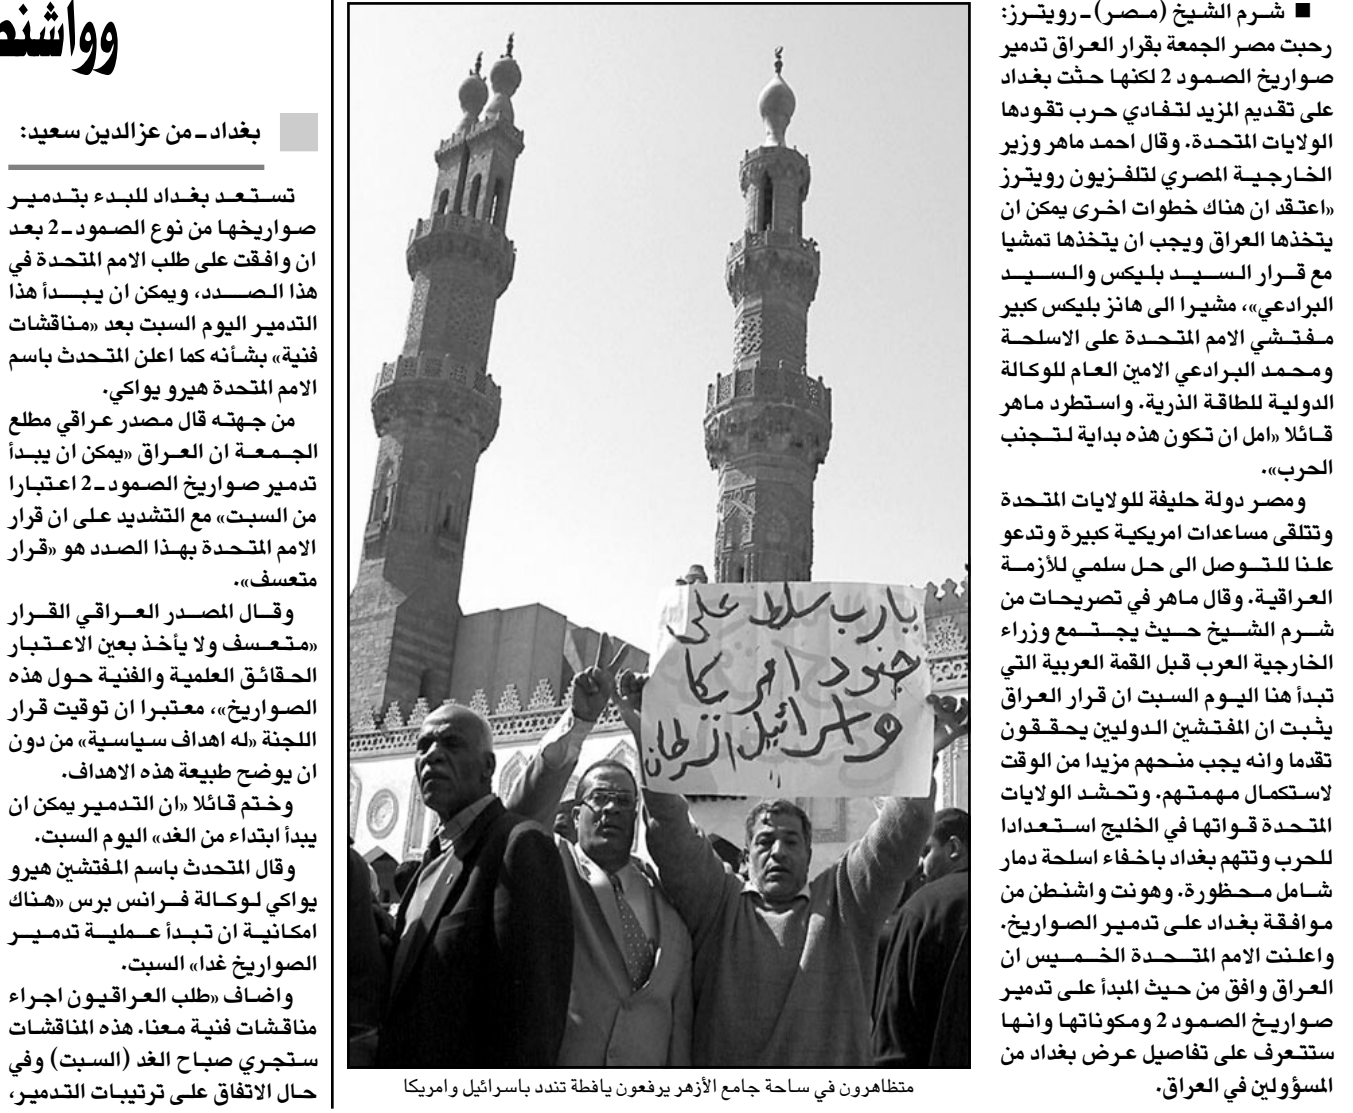 ■ شرم الشيخ (مصر) ـ رويترز:
رحبت مصر الجمعة بقرار العراق تدمير
صواريخ الصمود 2 لكنها حثت بغداد
على تقديم المزيد لتفادي حرب تقودها
الولايات المتحدة. وقال احمد ماهر وزير
الخارجية المصري لتلفزيون رويترز
«اعتقد ان هناك خطوات اخرى يمكن ان
يتخذها العراق ويجب ان يتخذها تمشيا
مع قرار السيد بليكس والسيد
البرادعي»، مشيرا الى هانز بليكس كبير
مفتشي الامم المتحدة على الاسلحة
ومحمد البرادعي الامين العام للوكالة
الدولية للطاقة الذرية. واستطرد ماهر
قائلا «امل ان تكون هذه بداية لتجنب
الحرب».
ومصر دولة حليفة للولايات المتحدة
وتتلقى مساعدات امريكية كبيرة وتدعو
علنا للتوصل الى حل سلمي للأزمة
العراقية. وقال ماهر في تصريحات من
شرم الشيخ حيث يجتمع وزراء
الخارجية العرب قبل القمة العربية التي
تبدأ هنا اليوم السبت ان قرار العراق
يثبت ان المفتشين الدوليين يحققون
تقدما وانه يجب منحهم مزيدا من الوقت
لاستكمال مهمتهم. وتحشد الولايات
المتحدة قواتها في الخليج استعدادا
للحرب وتتهم بغداد باخفاء اسلحة دمار
شامل محظورة. وهونت واشنطن من
موافقة بغداد على تدمير الصواريخ.
واعلنت الامم المتحدة الخميس ان
العراق وافق من حيث المبدأ على تدمير
صواريخ الصمود 2 ومكوناتها وانها
ستتعرف على تفاصيل عرض بغداد من
المسؤولين في العراق.
يارب سلط على
جنود امريكا
واسرائيل السرطان
متظاهرون في ساحة جامع الأزهر يرفعون يافطة تندد باسرائيل وامريكا
وواشنط
بغداد ـ من عزالدين سعيد:
تستعد بغداد للبدء بتدمير
صواريخها من نوع الصمود ـ 2 بعد
ان وافقت على طلب الامم المتحدة في
هذا الصدد، ويمكن ان يبدأ هذا
التدمير اليوم السبت بعد «مناقشات
فنية» بشأنه كما اعلن المتحدث باسم
الامم المتحدة هيرو يواكي.
من جهته قال مصدر عراقي مطلع
الجمعة ان العراق «يمكن ان يبدأ
تدمير صواريخ الصمود ـ 2 اعتبارا
من السبت» مع التشديد على ان قرار
الامم المتحدة بهذا الصدد هو «قرار
متعسف».
وقال المصدر العراقي القرار
«متعسف ولا يأخذ بعين الاعتبار
الحقائق العلمية والفنية حول هذه
الصواريخ»، معتبرا ان توقيت قرار
اللجنة «له اهداف سياسية» من دون
ان يوضح طبيعة هذه الاهداف.
وختم قائلا «ان التدمير يمكن ان
يبدأ ابتداء من الغد» اليوم السبت.
وقال المتحدث باسم المفتشين هيرو
يواكي لوكالة فرانس برس «هناك
امكانية ان تبدأ عملية تدمير
الصواريخ غدا» السبت.
واضاف «طلب العراقيون اجراء
مناقشات فنية معنا. هذه المناقشات
ستجري صباح الغد (السبت) وفي
حال الاتفاق على ترتيبات التدمير،